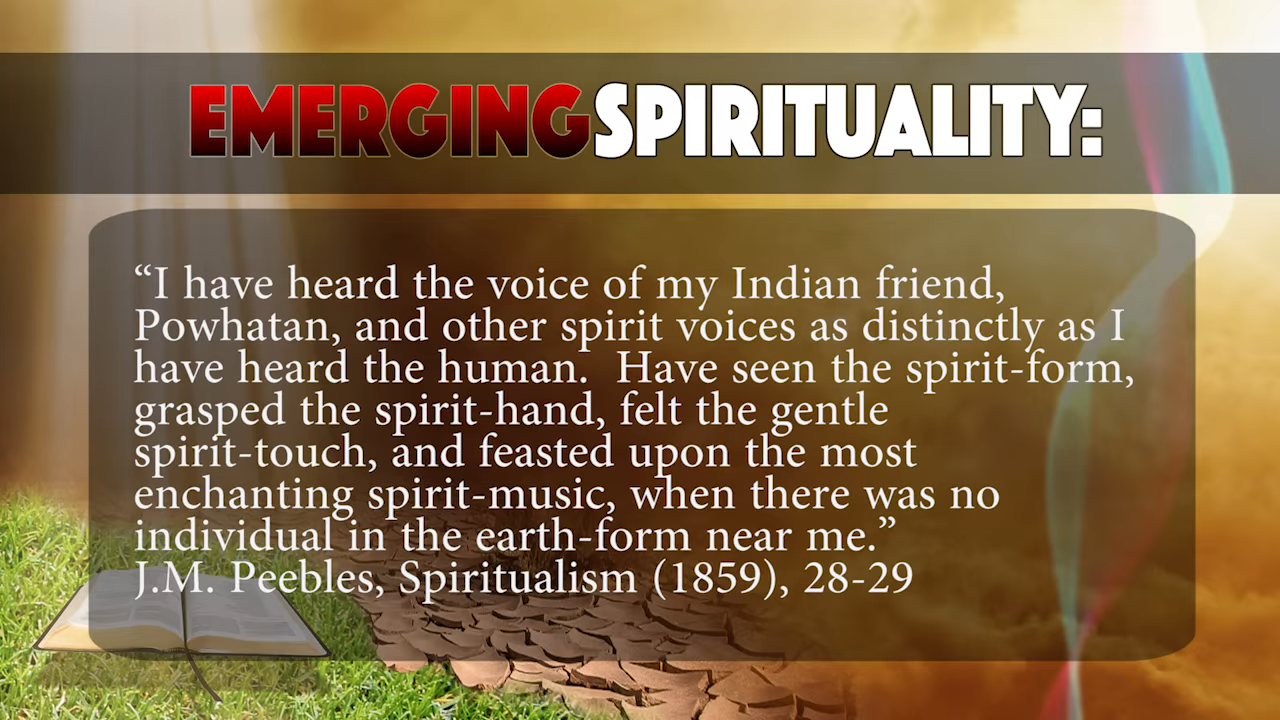 EMERGINGSPIRITUALITY:
“I have heard the voice of my Indian friend,
Powhatan, and other spirit voices as distinctly as I
have heard the human.  Have seen the spirit-form,
grasped the spirit-hand, felt the gentle
spirit-touch, and feasted upon the most
enchanting spirit-music, when there was no
individual in the earth-form near me.”
J.M. Peebles, Spiritualism (1859), 28-29